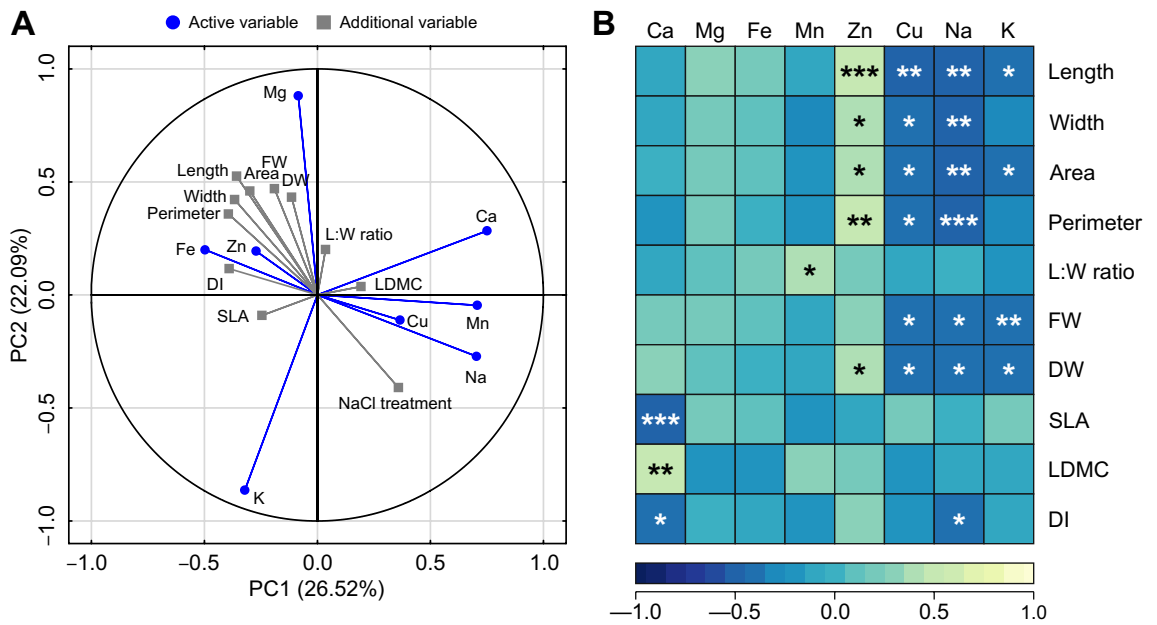 A
Active variable
Additional variable
1.0
0.5
0.0
−0.5
−1.0
PC2 (22.09%)
Mg
FW
Length
Area
DW
Width
Perimeter
Ca
L:W ratio
Fe
Zn
DI
LDMC
SLA
Cu
Mn
Na
NaCl treatment
K
−1.0 −0.5 0.0 0.5 1.0
PC1 (26.52%)
B
Ca Mg Fe Mn Zn Cu Na K
*** ** ** * Length
* * ** Width
* * ** * Area
** * *** Perimeter
* L:W ratio
* * ** FW
* * * * DW
*** SLA
** LDMC
* * DI
−1.0 −0.5 0.0 0.5 1.0